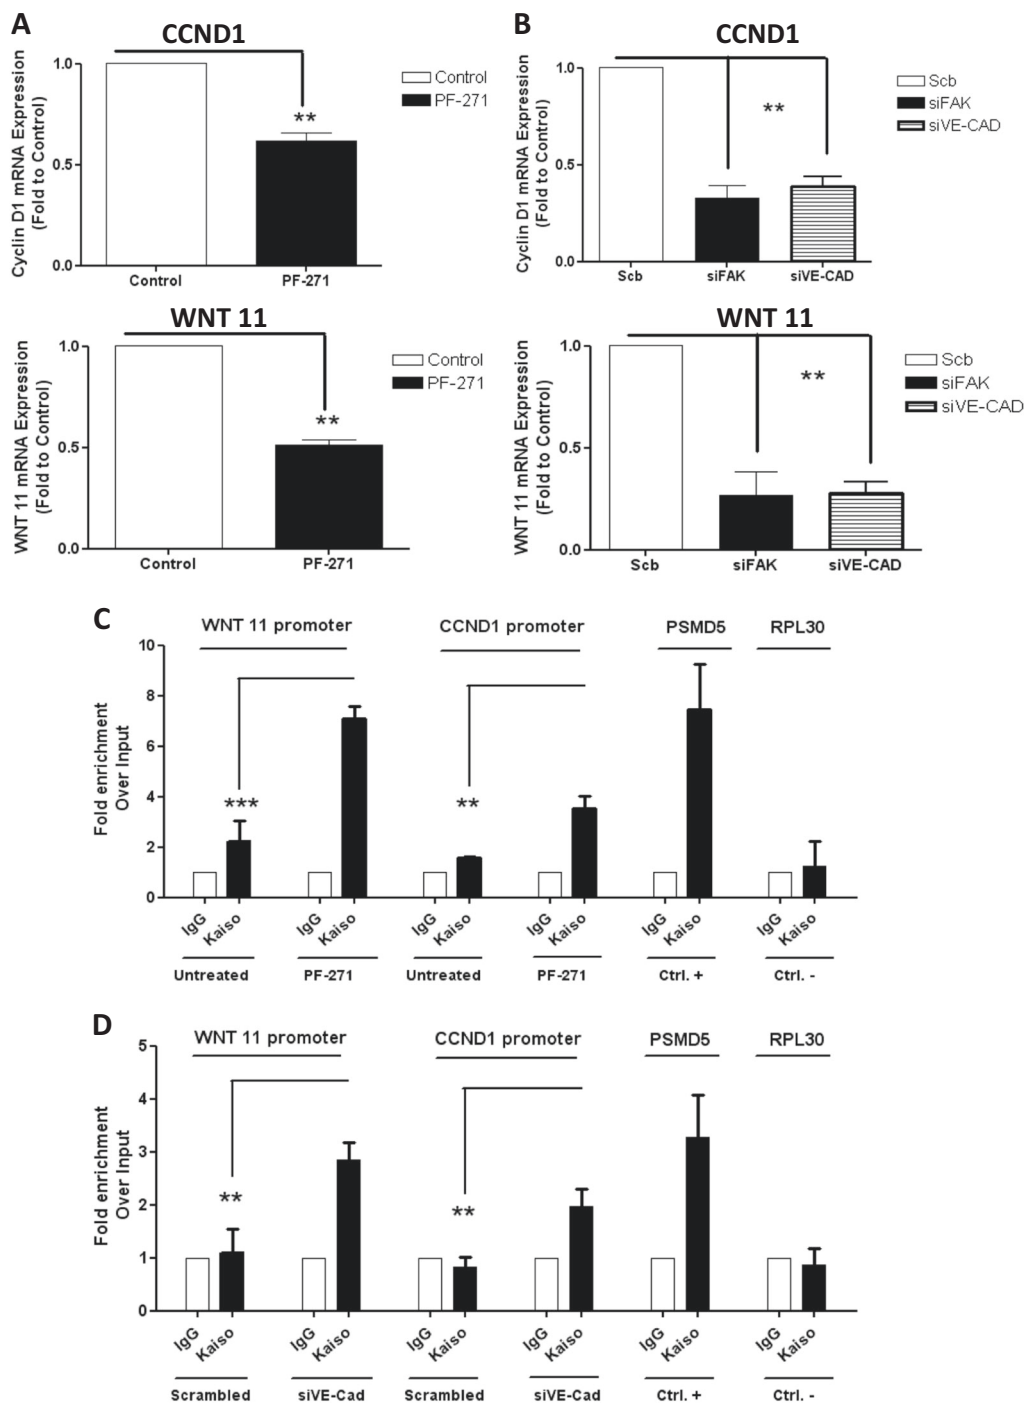 A
CCND1
Cyclin D1 mRNA Expression
(Fold to Control)
1.0
0.5
0.0
**
Control
PF-271
Control
PF-271
B
CCND1
Cyclin D1 mRNA Expression
(Fold to Control)
1.0
0.5
0.0
**
Scb
siFAK
siVE-CAD
Scb
siFAK
siVE-CAD
WNT 11
WNT 11 mRNA Expression
(Fold to Control)
1.0
0.5
0.0
**
Control
PF-271
Control
PF-271
WNT 11
WNT 11 mRNA Expression
(Fold to Control)
1.0
0.5
0.0
**
Scb
siFAK
siVE-CAD
Scb
siFAK
siVE-CAD
C
WNT 11 promoter
CCND1 promoter
PSMD5
RPL30
Fold enrichment
Over Input
10
8
6
4
2
0
***
**
IgG
Kaiso
IgG
Kaiso
IgG
Kaiso
IgG
Kaiso
IgG
Kaiso
IgG
Kaiso
Untreated
PF-271
Untreated
PF-271
Ctrl. +
Ctrl. -
D
WNT 11 promoter
CCND1 promoter
PSMD5
RPL30
Fold enrichment
Over Input
5
4
3
2
1
0
**
**
IgG
Kaiso
IgG
Kaiso
IgG
Kaiso
IgG
Kaiso
IgG
Kaiso
IgG
Kaiso
Scrambled
siVE-Cad
Scrambled
siVE-Cad
Ctrl. +
Ctrl. -